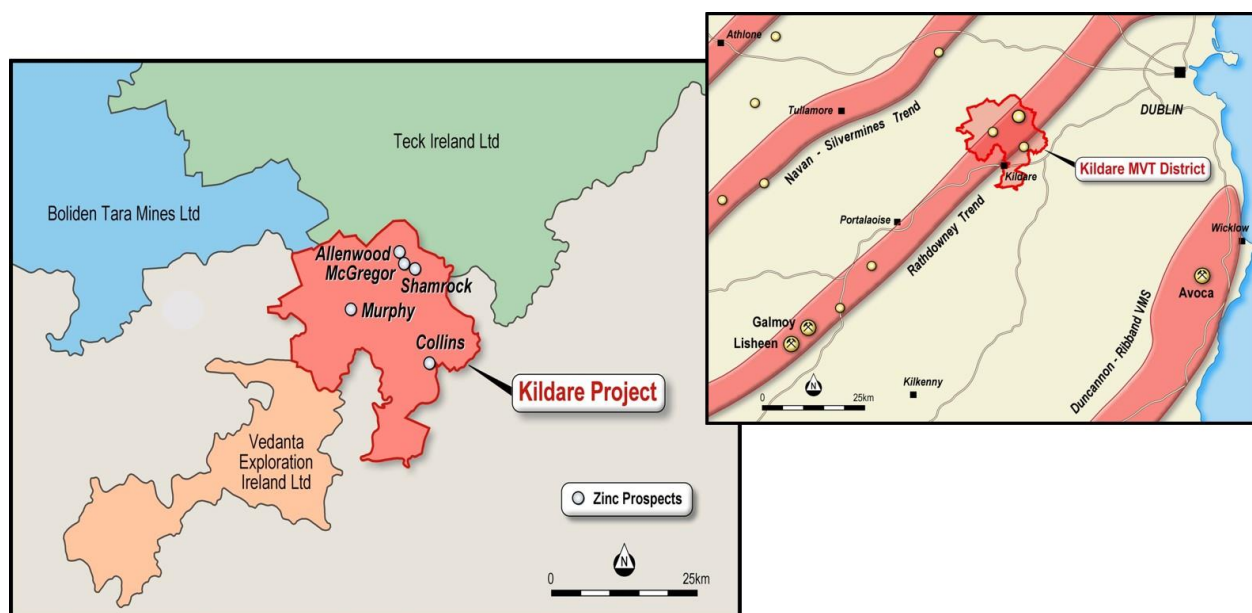 Teck Ireland Ltd
Boliden Tara Mines Ltd
Allenwood
McGregor
Shamrock
Murphy
Collins
Kildare Project
Vedanta
Exploration
Ireland Ltd
Zinc Prospects
N
0
25km
Athlone
Tullamore
DUBLIN
Navan - Silvermines Trend
Kildare
Kildare MVT District
Portalaoise
Rathdowney Trend
Wicklow
Avoca
Galmoy
Lisheen
Duncannon - Ribband VMS
Kilkenny
N
0
25km